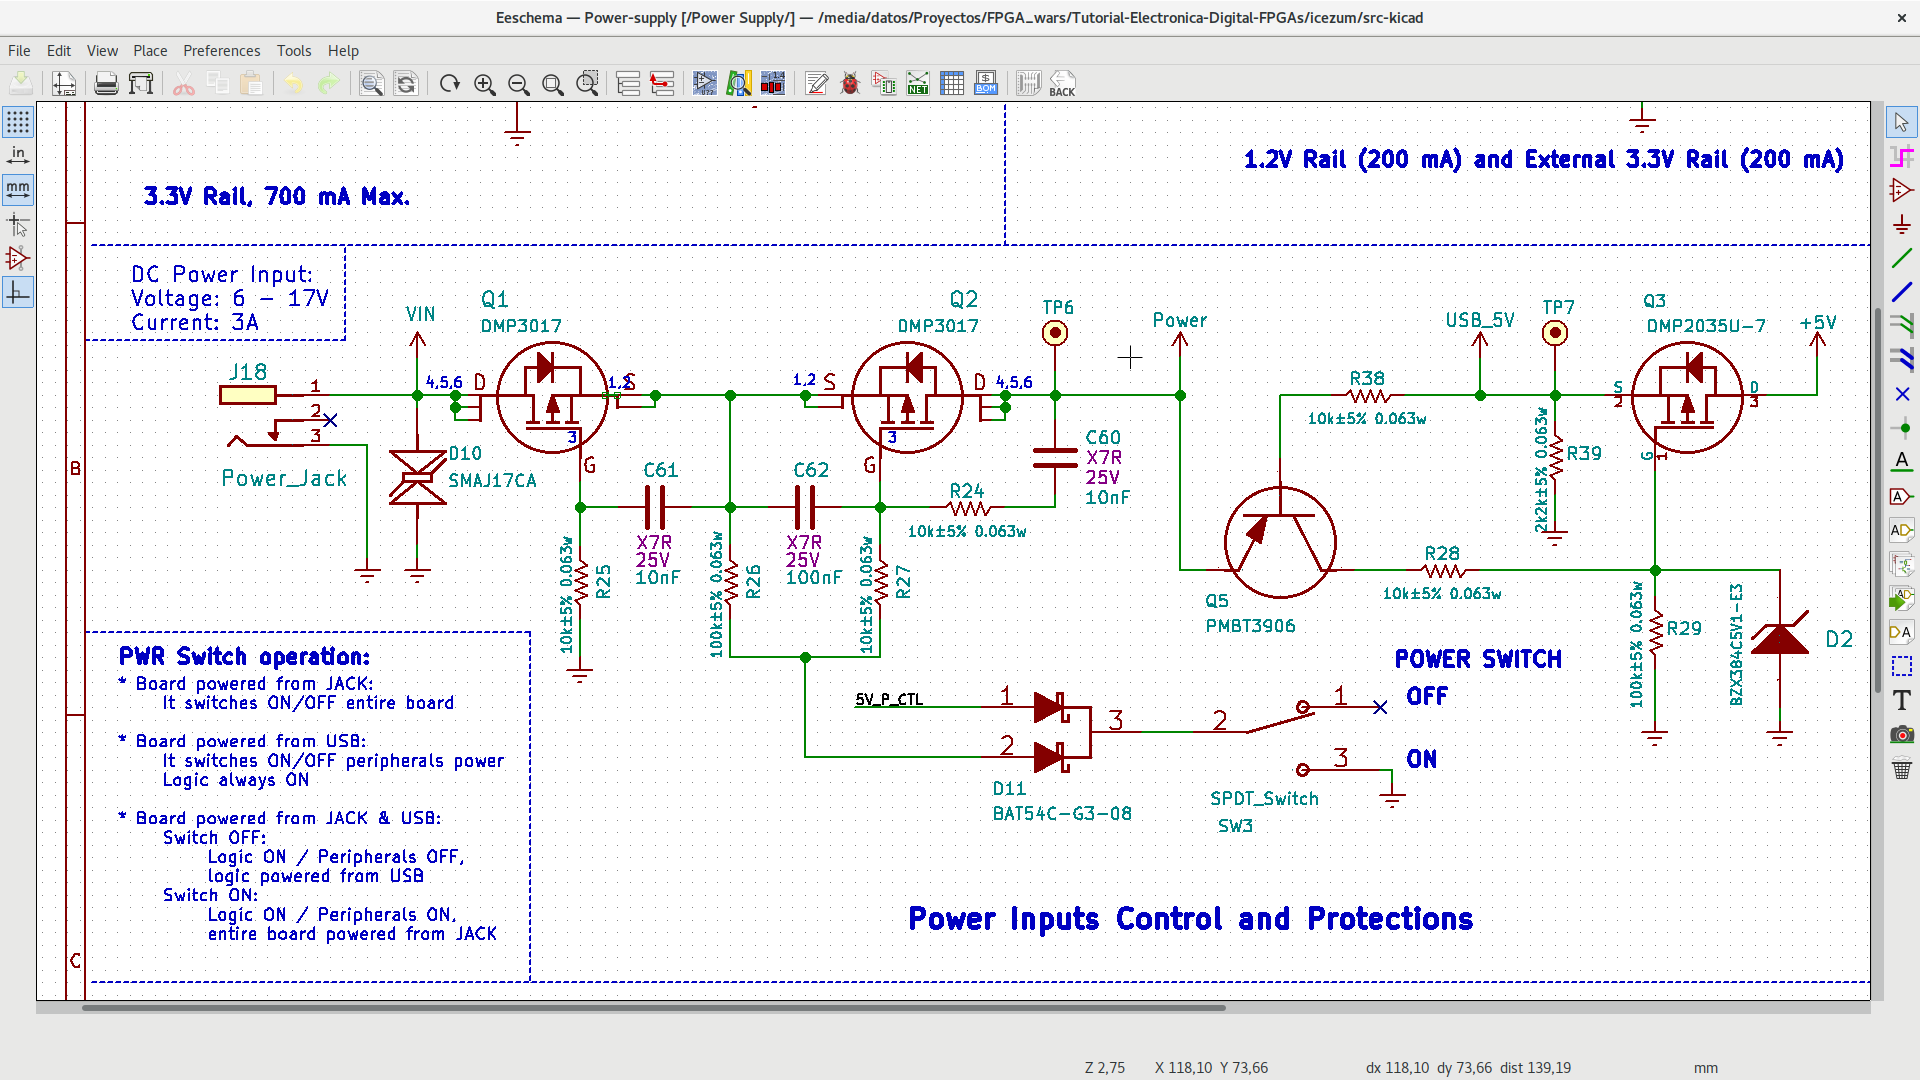 Eeschema — Power-supply [/Power Supply/] — /media/datos/Proyectos/FPGA_wars/Tutorial-Electronica-Digital-FPGAs/icezum/src-kicad
File Edit View Place Preferences Tools Help
NET
BOM
BACK
in
mm
1.2V Rail (200 mA) and External 3.3V Rail (200 mA)
3.3V Rail, 700 mA Max.
DC Power Input:
Voltage: 6 - 17V
Current: 3A
VIN
Q1
DMP3017
Q2
DMP3017
TP6
Power
USB_5V
TP7
Q3
DMP2035U-7
+5V
J18
1
2
3
Power_Jack
4,5,6
D
1,2
S
3
G
1,2
S
D
4,5,6
3
G
D10
SMAJ17CA
C61
X7R
25V
10nF
C62
X7R
25V
100nF
C60
X7R
25V
10nF
R24
10k±5% 0.063w
R25
10k±5% 0.063w
R26
100k±5% 0.063w
R27
10k±5% 0.063w
R38
10k±5% 0.063w
R39
2k2±5% 0.063w
S
2
D
3
G
1
Q5
PMBT3906
R28
10k±5% 0.063w
R29
100k±5% 0.063w
D2
BZX384C5V1-E3
B
C
PWR Switch operation:
* Board powered from JACK:
It switches ON/OFF entire board
* Board powered from USB:
It switches ON/OFF peripherals power
Logic always ON
* Board powered from JACK & USB:
Switch OFF:
Logic ON / Peripherals OFF,
logic powered from USB
Switch ON:
Logic ON / Peripherals ON,
entire board powered from JACK
5V_P_CTL
1
2
3
D11
BAT54C-G3-08
POWER SWITCH
OFF
ON
2
1
3
SPDT_Switch
SW3
Power Inputs Control and Protections
Z 2,75 X 118,10 Y 73,66 dx 118,10 dy 73,66 dist 139,19 mm